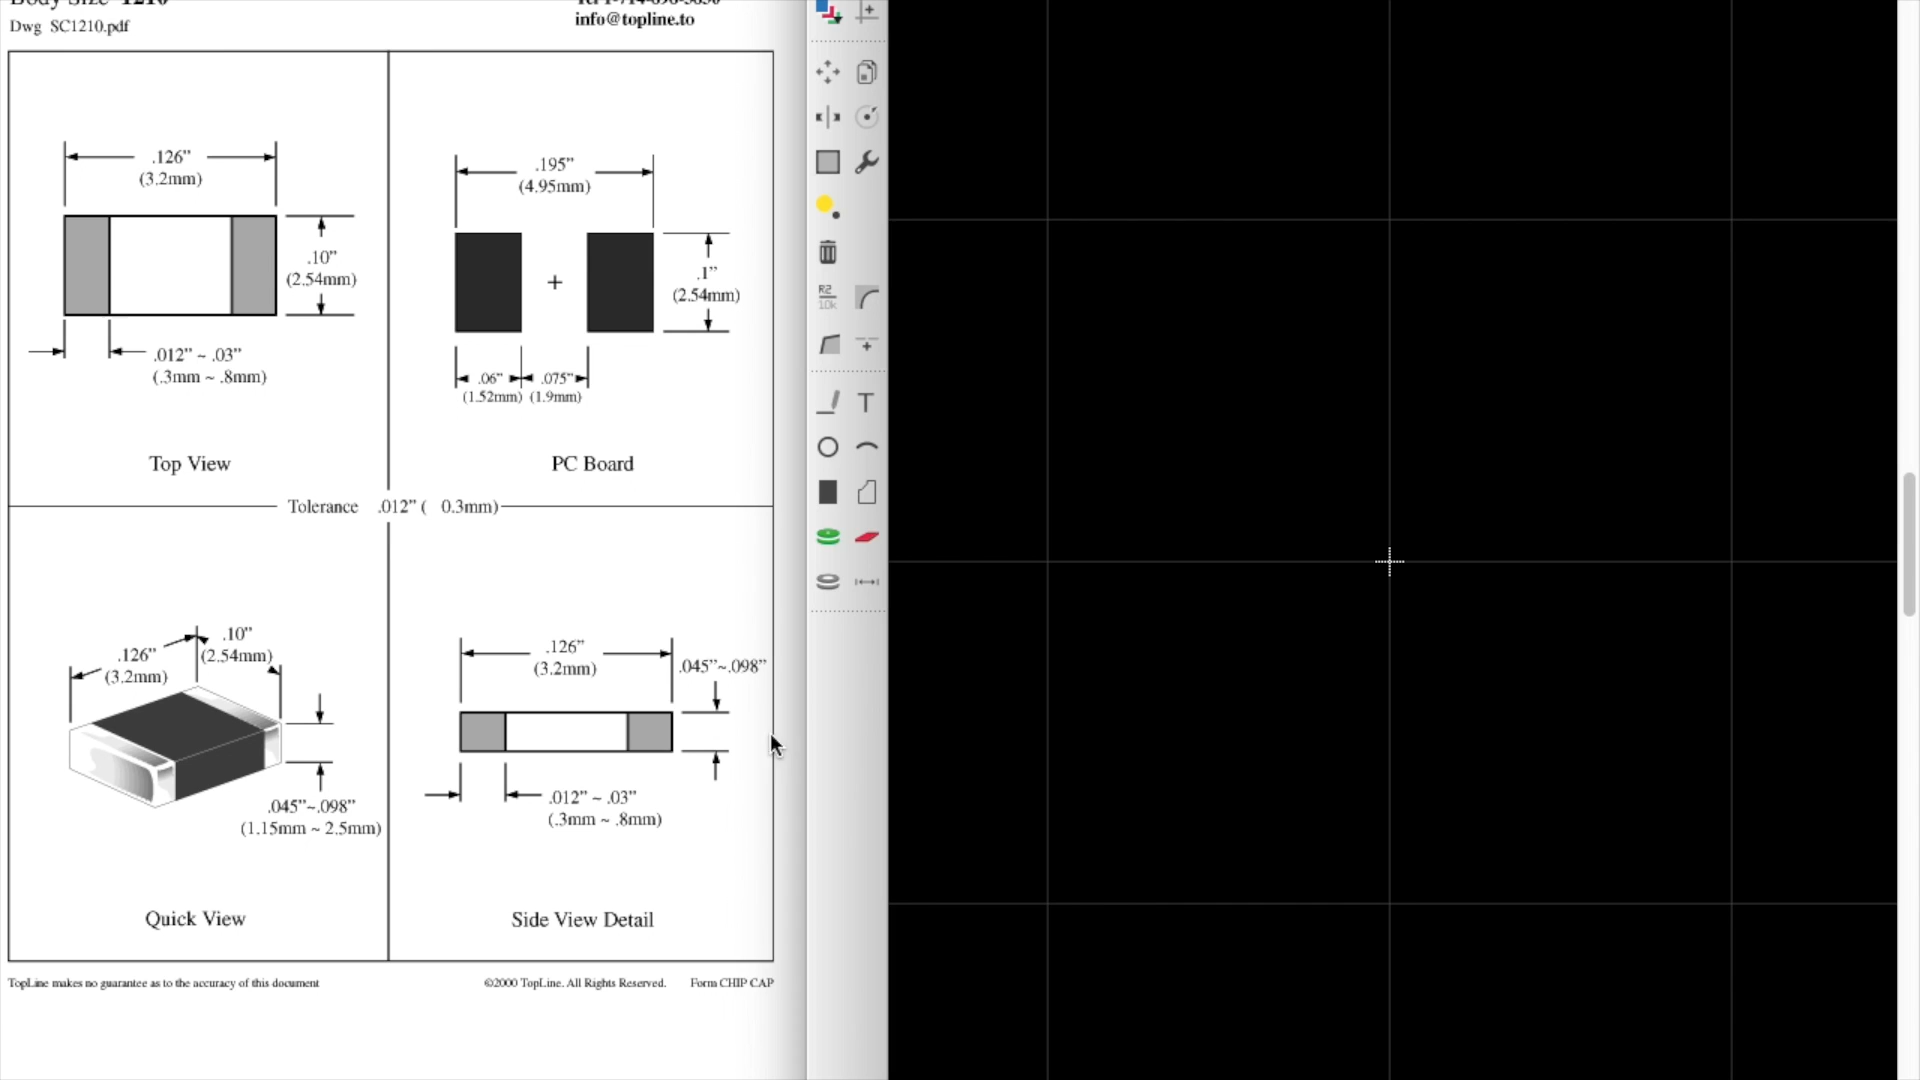 Body Size 1210
Dwg SC1210.pdf
info@topline.to
.126”
(3.2mm)
.10”
(2.54mm)
.012” ~ .03”
(.3mm ~ .8mm)
Top View
.195”
(4.95mm)
+
.1”
(2.54mm)
.06” .075”
(1.52mm) (1.9mm)
PC Board
Tolerance .012” ( 0.3mm)
.126”
(3.2mm)
.10”
(2.54mm)
.045”~.098”
(1.15mm ~ 2.5mm)
Quick View
.126”
(3.2mm)
.045”~.098”
.012” ~ .03”
(.3mm ~ .8mm)
Side View Detail
TopLine makes no guarantee as to the accuracy of this document
©2000 TopLine. All Rights Reserved. Form CHIP CAP
R2
10k
T